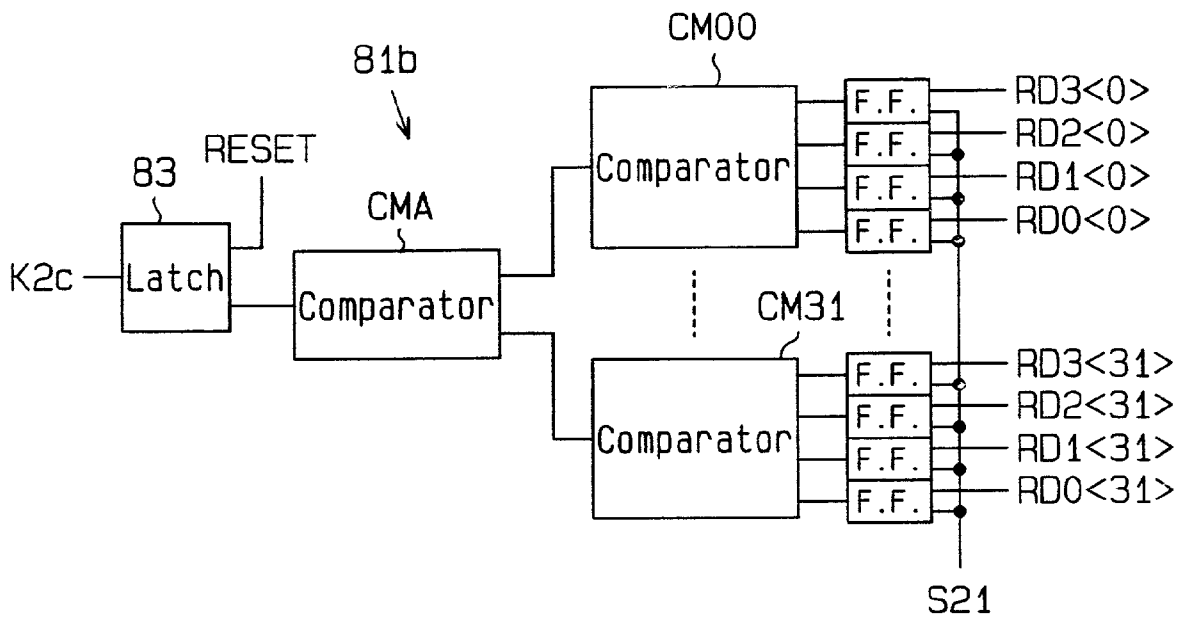 CM00
81b
F.F.
RD3<0>
F.F.
RD2<0>
RESET
Comparator
F.F.
RD1<0>
83
CMA
F.F.
RD0<0>
K2c
Latch
Comparator
CM31
F.F.
RD3<31>
F.F.
RD2<31>
Comparator
F.F.
RD1<31>
F.F.
RD0<31>
S21